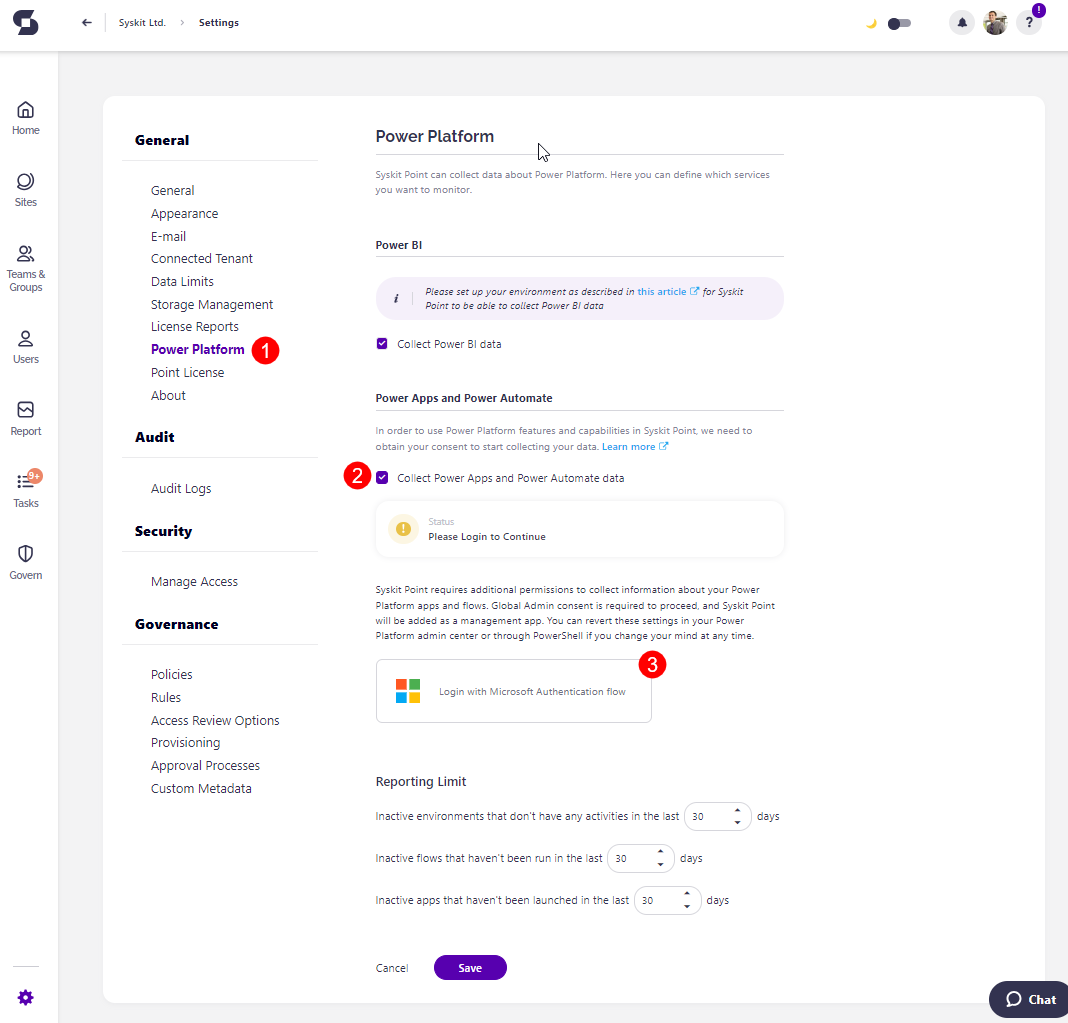 Syskit Ltd. > Settings
!
?
Home
Sites
Teams &
Groups
Users
Report
9+
Tasks
Govern
General
General
Appearance
E-mail
Connected Tenant
Data Limits
Storage Management
License Reports
Power Platform 1
Point License
About
Audit
Audit Logs
Security
Manage Access
Governance
Policies
Rules
Access Review Options
Provisioning
Approval Processes
Custom Metadata
Power Platform
Syskit Point can collect data about Power Platform. Here you can define which services
you want to monitor.
Power BI
i
Please set up your environment as described in this article for Syskit
Point to be able to collect Power BI data
Collect Power BI data
Power Apps and Power Automate
In order to use Power Platform features and capabilities in Syskit Point, we need to
obtain your consent to start collecting your data. Learn more
2 Collect Power Apps and Power Automate data
!
Status
Please Login to Continue
Syskit Point requires additional permissions to collect information about your Power
Platform apps and flows. Global Admin consent is required to proceed, and Syskit Point
will be added as a management app. You can revert these settings in your Power
Platform admin center or through PowerShell if you change your mind at any time.
3
Login with Microsoft Authentication flow
Reporting Limit
Inactive environments that don't have any activities in the last 30 days
Inactive flows that haven't been run in the last 30 days
Inactive apps that haven't been launched in the last 30 days
Cancel Save
Chat